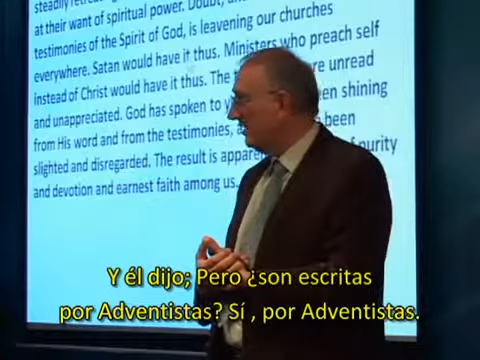 steadily
at their want of spiritual power. Doubt,
testimonies of the Spirit of God, is leavening our churches
everywhere. Satan would have it thus. Ministers who preach self
instead of Christ would have it thus. The are unread
and unappreciated. God has spoken to shining
from His word and from the testimonies, been
slighted and disregarded. The result is of purity
and devotion and earnest faith among us.
Y él dijo; Pero ¿son escritas
por Adventistas? Sí , por Adventistas.